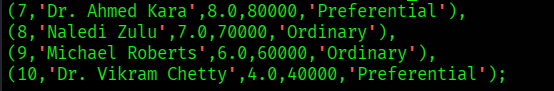 (7,'Dr. Ahmed Kara',8.0,80000,'Preferential'),
(8,'Naledi Zulu',7.0,70000,'Ordinary'),
(9,'Michael Roberts',6.0,60000,'Ordinary'),
(10,'Dr. Vikram Chetty',4.0,40000,'Preferential');